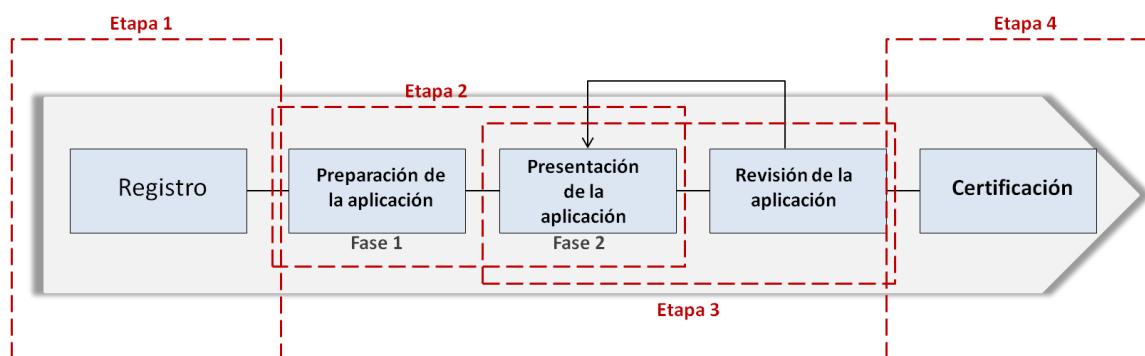 Etapa 1
Etapa 4
Etapa 2
Registro
Preparación de
la aplicación
Fase 1
Presentación
de la
aplicación
Fase 2
Revisión de la
aplicación
Certificación
Etapa 3